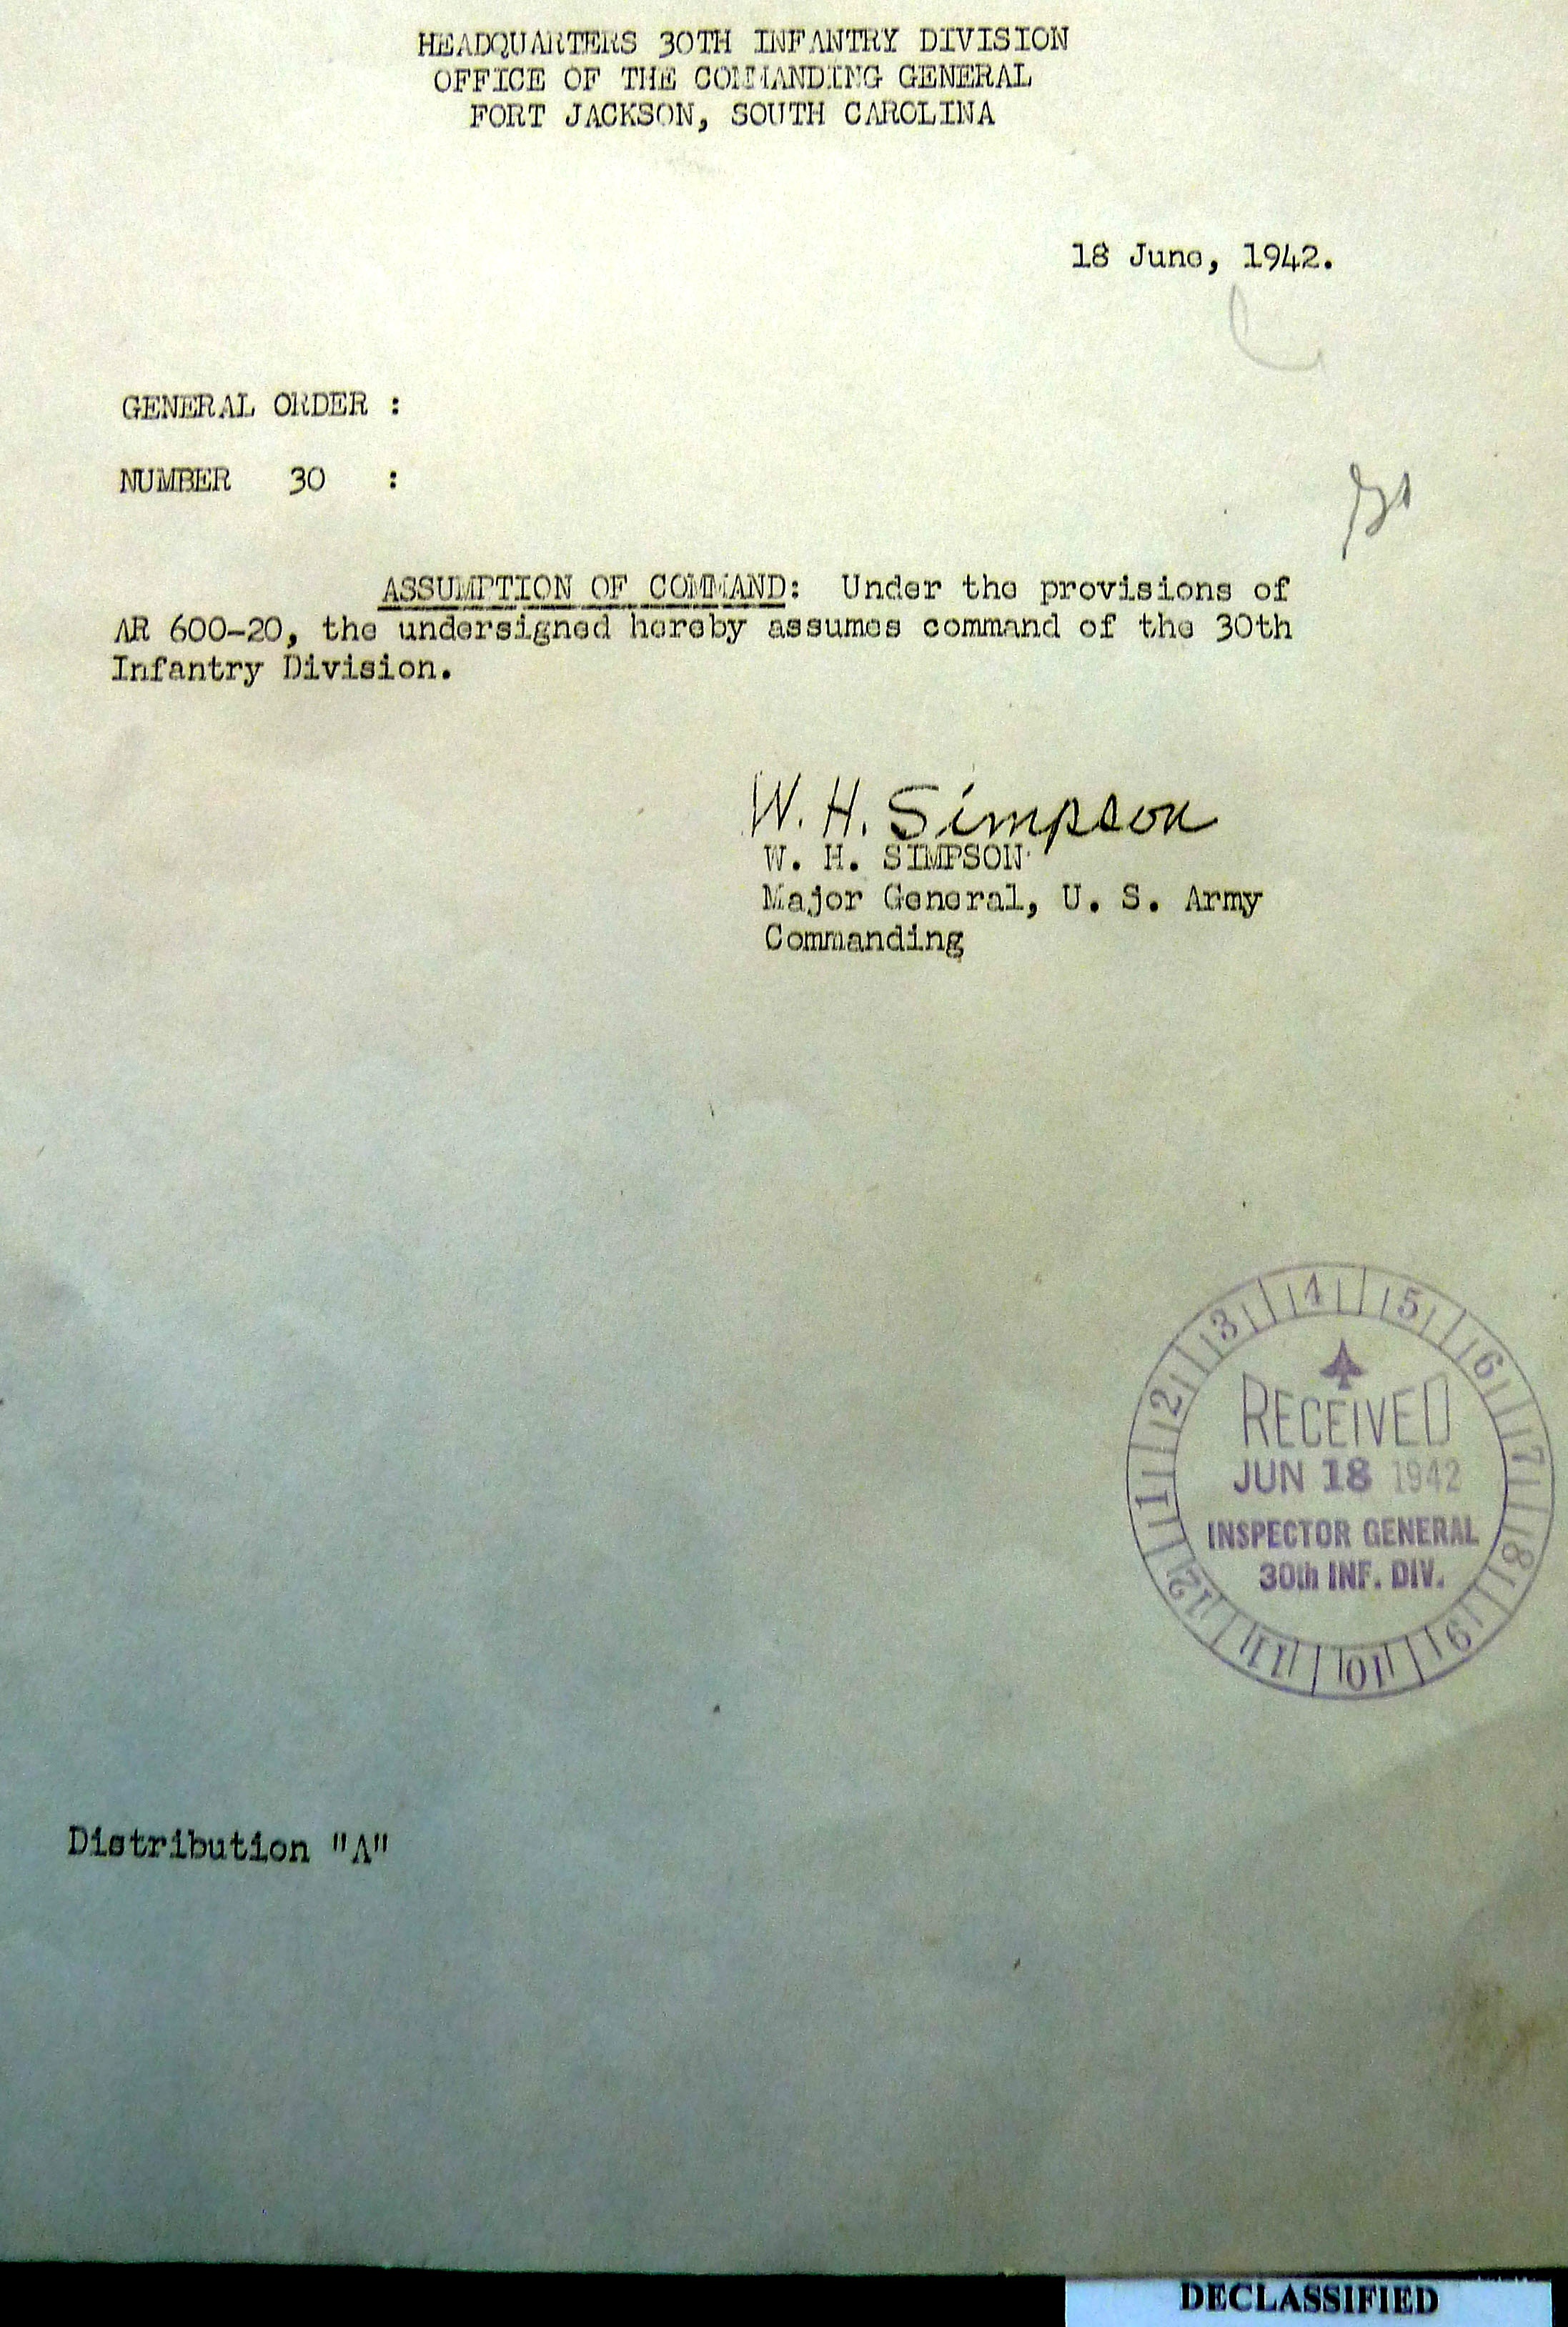 HEADQUARTERS 30TH INFANTRY DIVISION
OFFICE OF THE COMMANDING GENERAL
FORT JACKSON, SOUTH CAROLINA
18 June, 1942.
GENERAL ORDER :
NUMBER 30 :
ASSUMPTION OF COMMAND: Under the provisions of
AR 600-20, the undersigned hereby assumes command of the 30th
Infantry Division.
W. H. Simpson
W. H. SIMPSON
Major General, U. S. Army
Commanding
1 2 3 4 5 6 7 8 9 10 11 12
RECEIVED
JUN 18 1942
INSPECTOR GENERAL
30th INF. DIV.
Distribution "A"
DECLASSIFIED